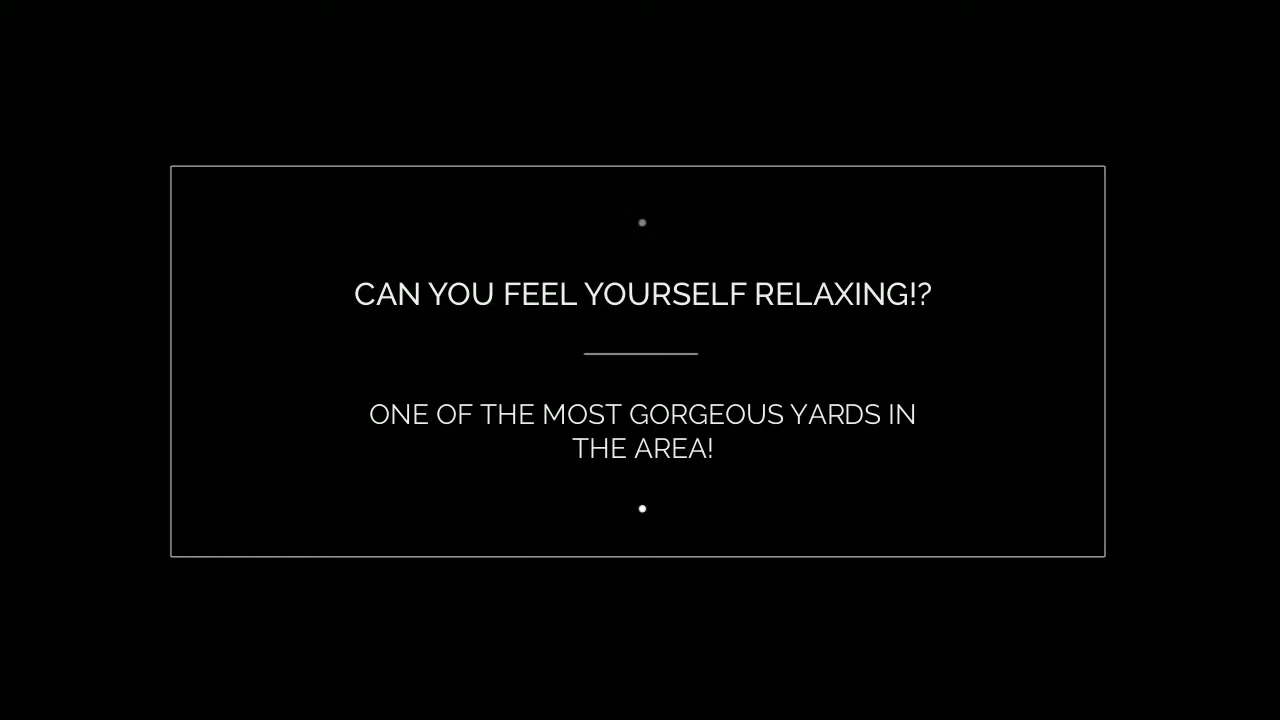 CAN YOU FEEL YOURSELF RELAXING!?
ONE OF THE MOST GORGEOUS YARDS IN
THE AREA!